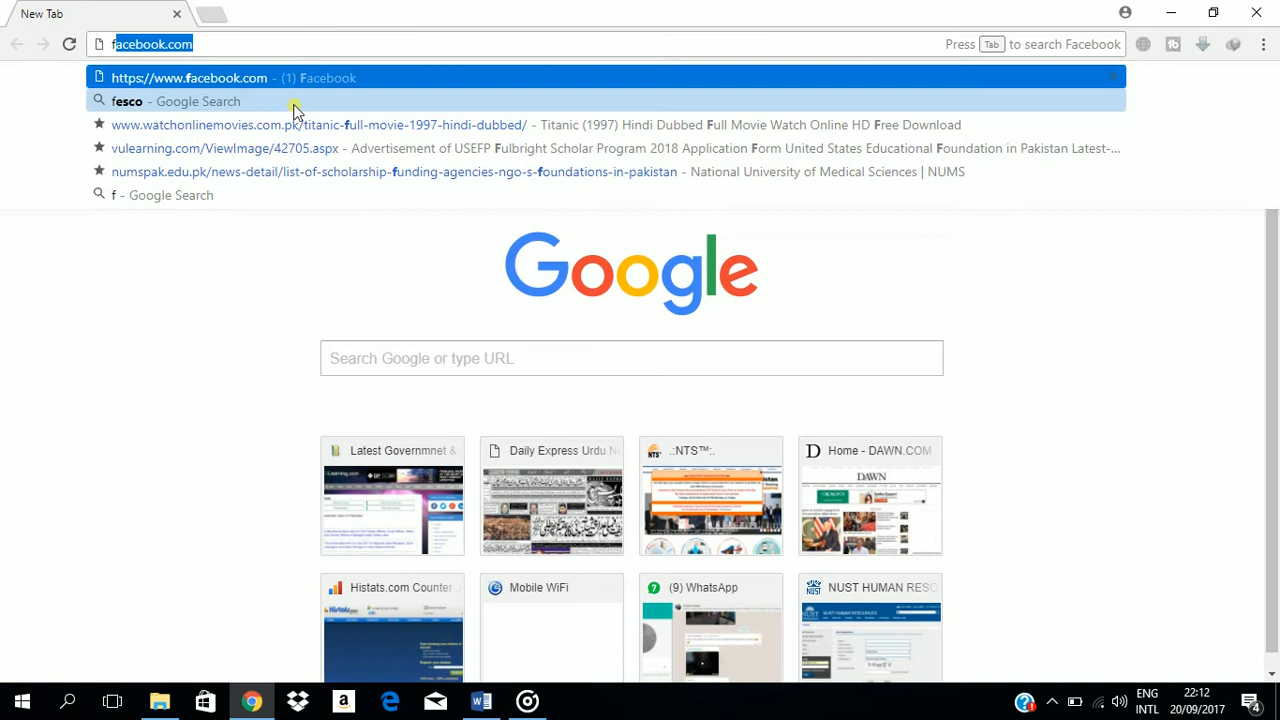 New Tab
facebook.com
Press Tab to search Facebook
https://www.facebook.com - (1) Facebook
fesco - Google Search
www.watchonlinemovies.com.pk/titanic-full-movie-1997-hindi-dubbed/ - Titanic (1997) Hindi Dubbed Full Movie Watch Online HD Free Download
vulearning.com/ViewImage/42705.aspx - Advertisement of USEFP Fulbright Scholar Program 2018 Application Form United States Educational Foundation in Pakistan Latest-...
numspak.edu.pk/news-detail/list-of-scholarship-funding-agencies-ngo-s-foundations-in-pakistan - National University of Medical Sciences | NUMS
f - Google Search
Google
Search Google or type URL
Latest Governmnet &
Daily Express Urdu N
.:NTS™:.
Home - DAWN.COM
DAWN
Histats.com Counter
Mobile WiFi
(9) WhatsApp
NUST HUMAN RESO
ENG
INTL
22:12
20/09/2017
4